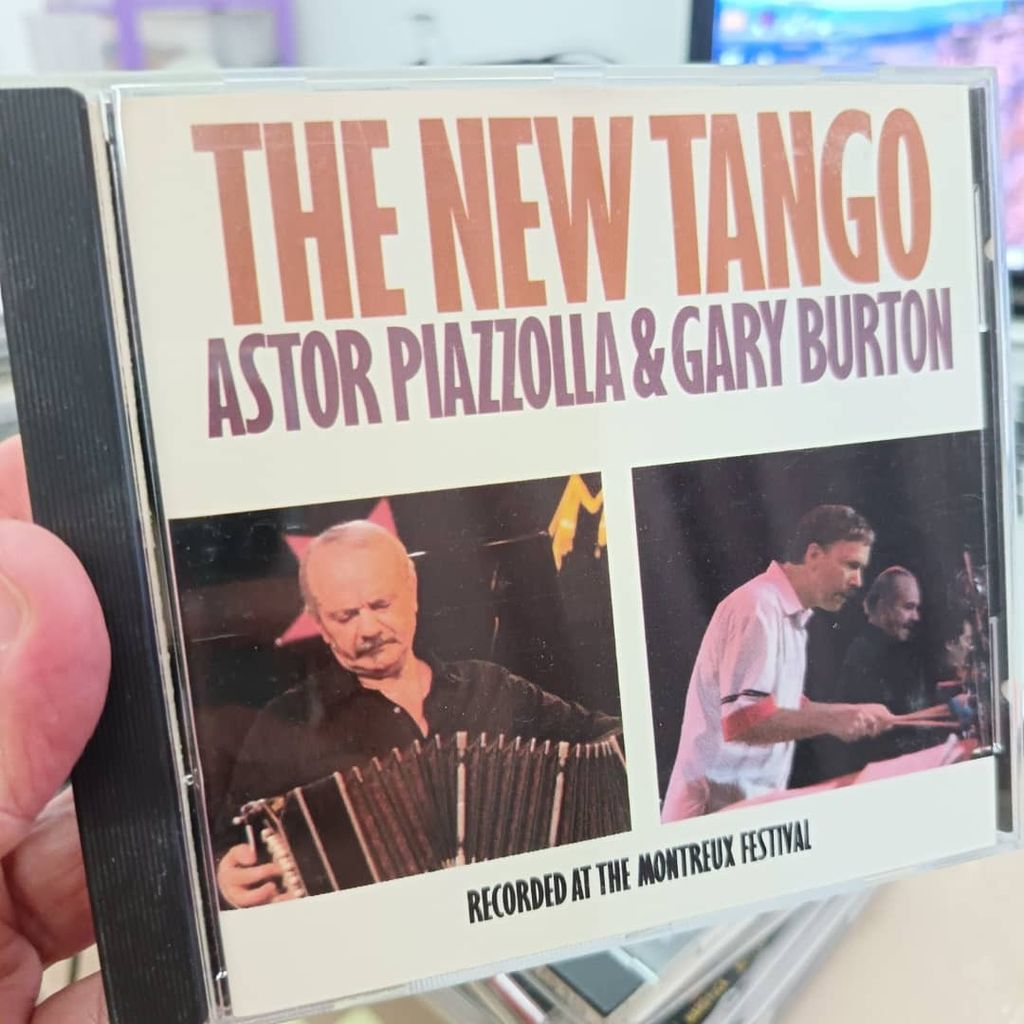 THE NEW TANGO
ASTOR PIAZZOLLA & GARY BURTON
RECORDED AT THE MONTREUX FESTIVAL